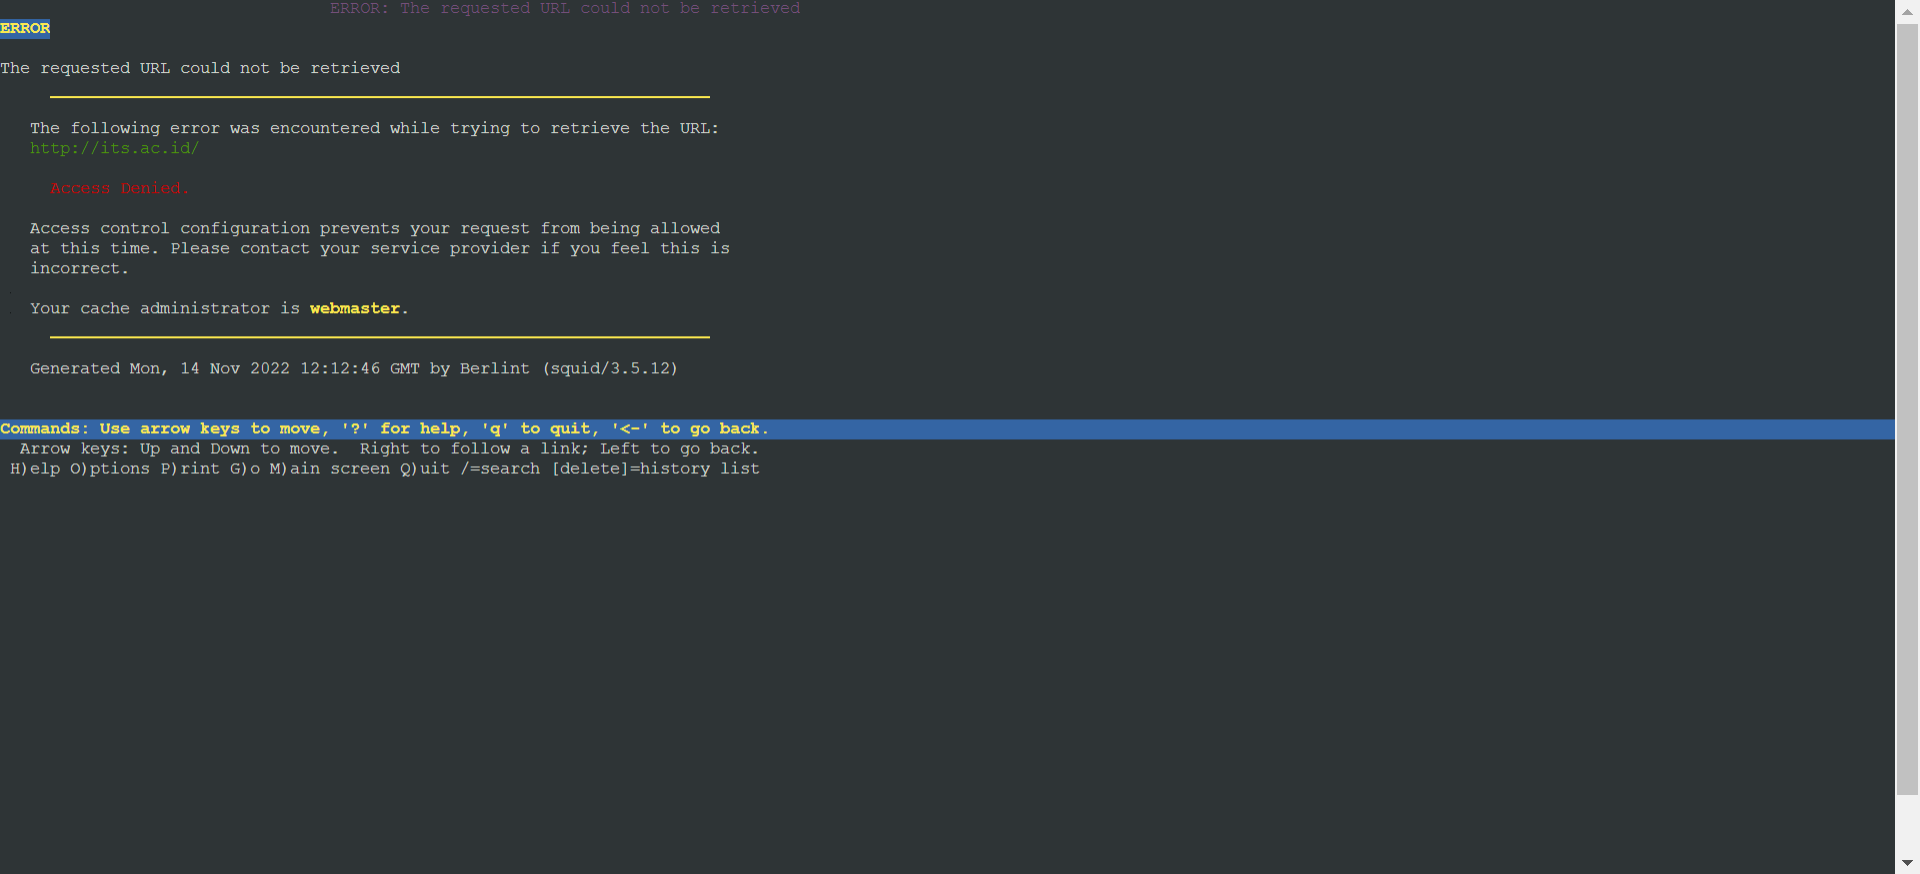 ERROR: The requested URL could not be retrieved
ERROR
The requested URL could not be retrieved
The following error was encountered while trying to retrieve the URL:
http://its.ac.id/
Access Denied.
Access control configuration prevents your request from being allowed
at this time. Please contact your service provider if you feel this is
incorrect.
Your cache administrator is webmaster.
Generated Mon, 14 Nov 2022 12:12:46 GMT by Berlint (squid/3.5.12)
Commands: Use arrow keys to move, '?' for help, 'q' to quit, '<-' to go back.
Arrow keys: Up and Down to move.  Right to follow a link; Left to go back.
H)elp O)ptions P)rint G)o M)ain screen Q)uit /=search [delete]=history list